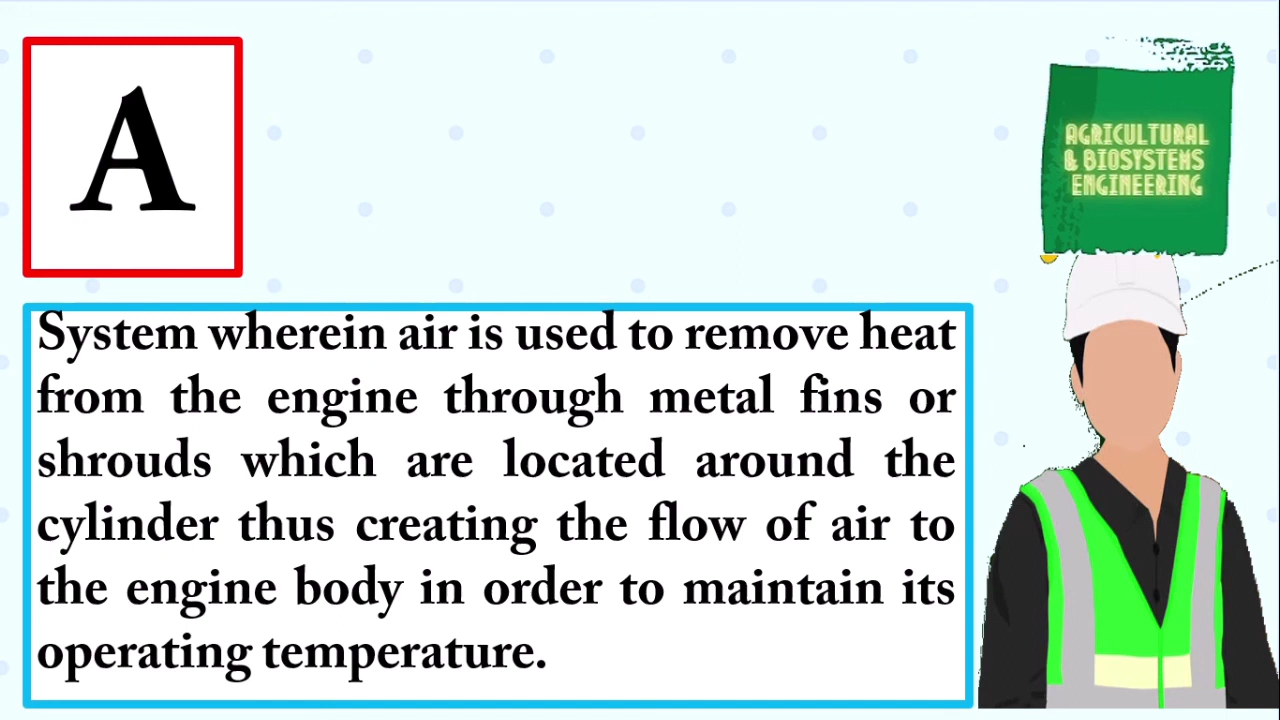 A
AGRICULTURAL
& BIOSYSTEMS
ENGINEERING
System wherein air is used to remove heat
from the engine through metal fins or
shrouds which are located around the
cylinder thus creating the flow of air to
the engine body in order to maintain its
operating temperature.